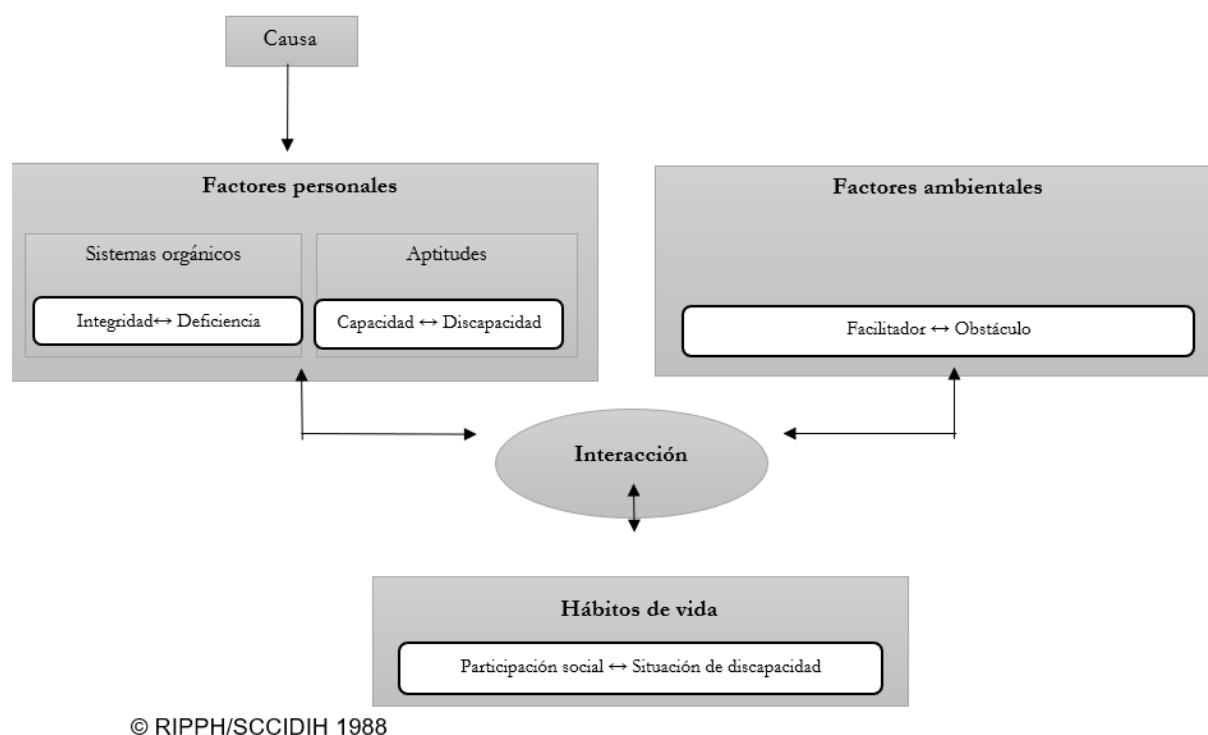 Causa
Factores personales
Factores ambientales
Sistemas orgánicos
Aptitudes
Integridad↔ Deficiencia
Capacidad ↔ Discapacidad
Facilitador ↔ Obstáculo
Interacción
Hábitos de vida
Participación social ↔ Situación de discapacidad
© RIPPH/SCCIDIH 1988